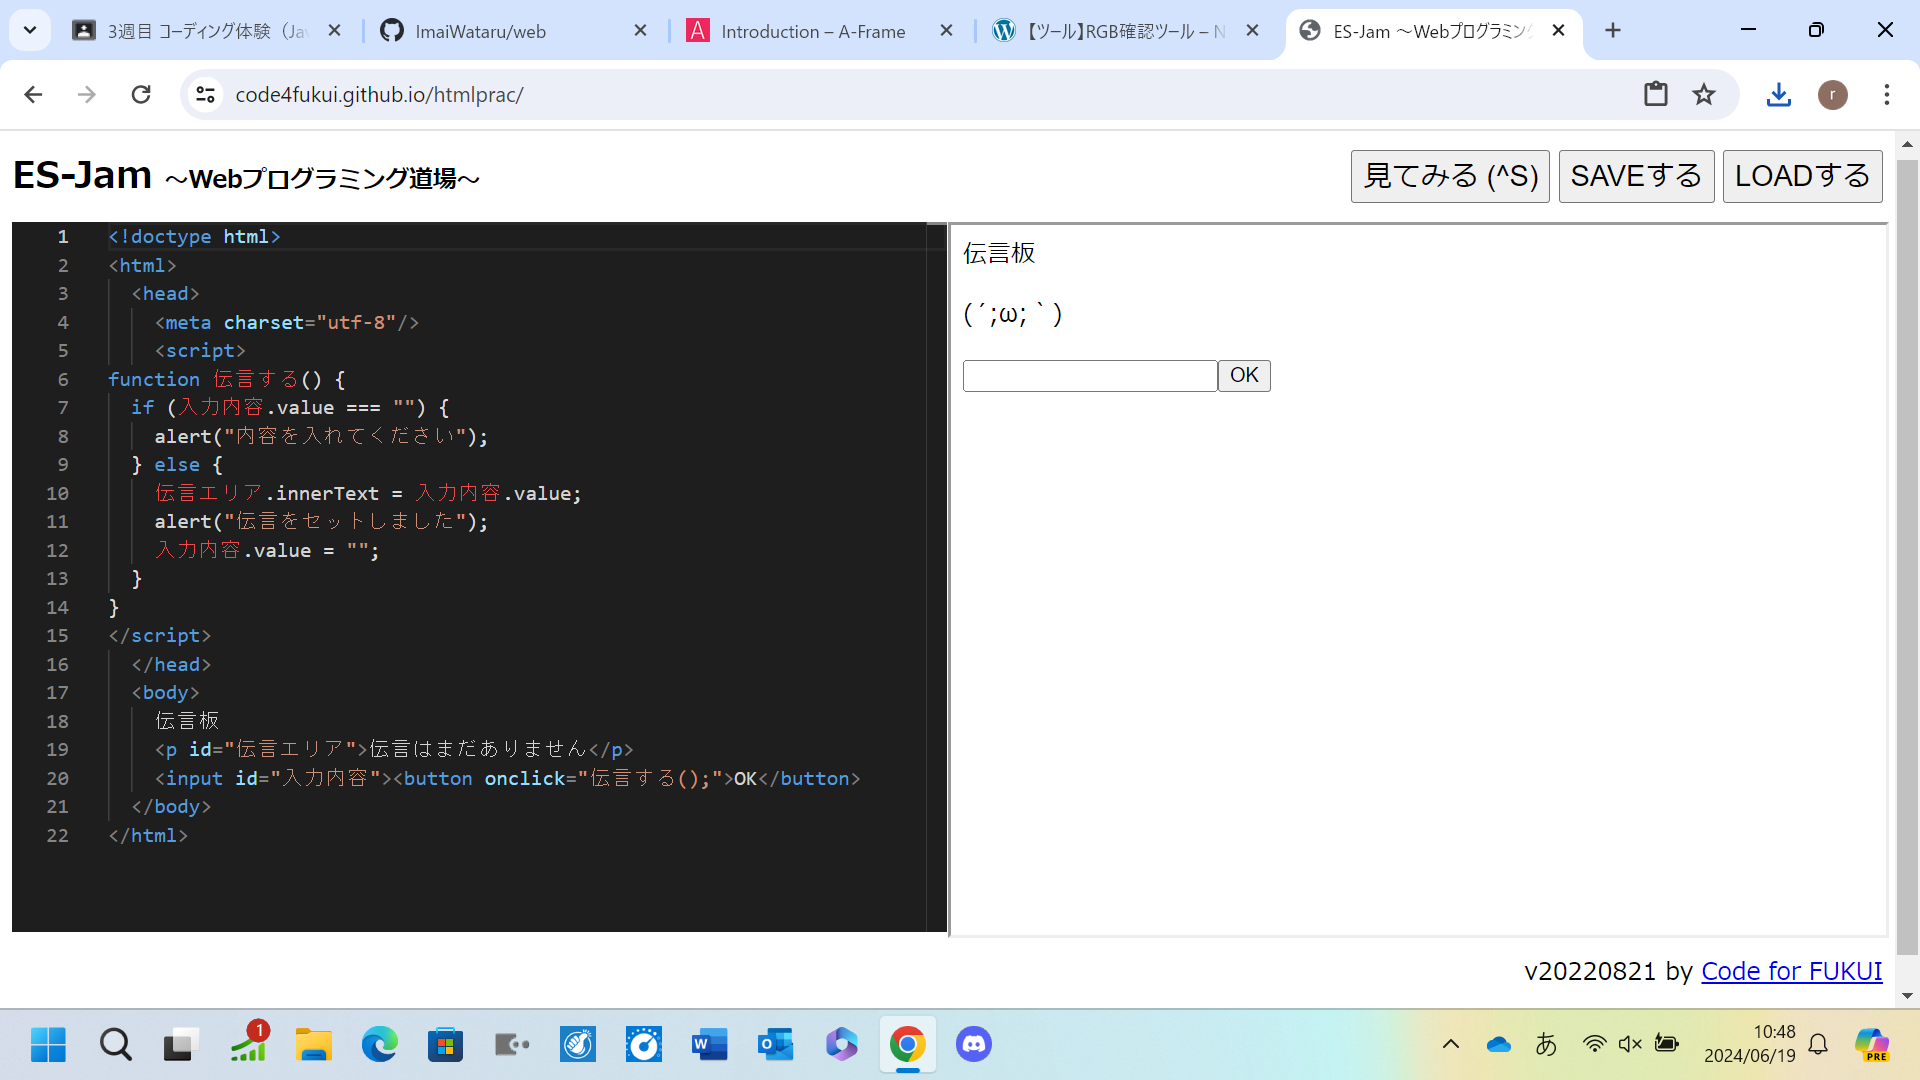 3週目 コーディング体験（Ja
ImaiWataru/web
Introduction – A-Frame
【ツール】RGB確認ツール – N
ES-Jam ～Webプログラミン
code4fukui.github.io/htmlprac/
r
ES-Jam ～Webプログラミング道場～
見てみる (^S)
SAVEする
LOADする
1 <!doctype html>
2 <html>
3 <head>
4 <meta charset="utf-8"/>
5 <script>
6 function 伝言する() {
7 if (入力内容.value === "") {
8 alert("内容を入れてください");
9 } else {
10 伝言エリア.innerText = 入力内容.value;
11 alert("伝言をセットしました");
12 入力内容.value = "";
13 }
14 }
15 </script>
16 </head>
17 <body>
18 伝言板
19 <p id="伝言エリア">伝言はまだありません</p>
20 <input id="入力内容"><button onclick="伝言する();">OK</button>
21 </body>
22 </html>
伝言板
(´;ω;｀)
OK
v20220821 by Code for FUKUI
1
あ
10:48
2024/06/19
PRE